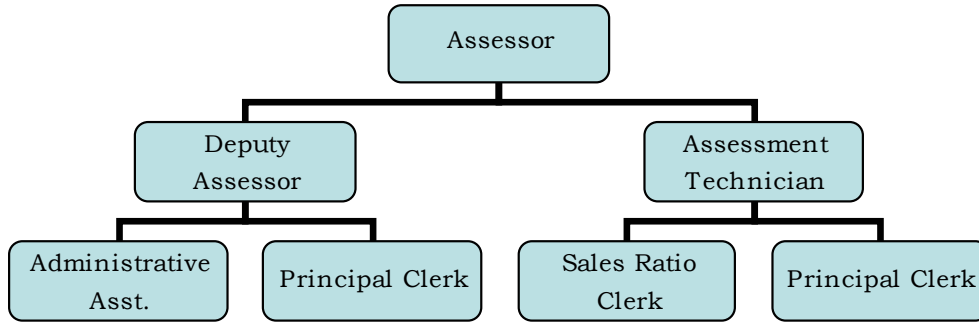 Assessor
Deputy
Assessor
Assessment
Technician
Administrative
Asst.
Principal Clerk
Sales Ratio
Clerk
Principal Clerk